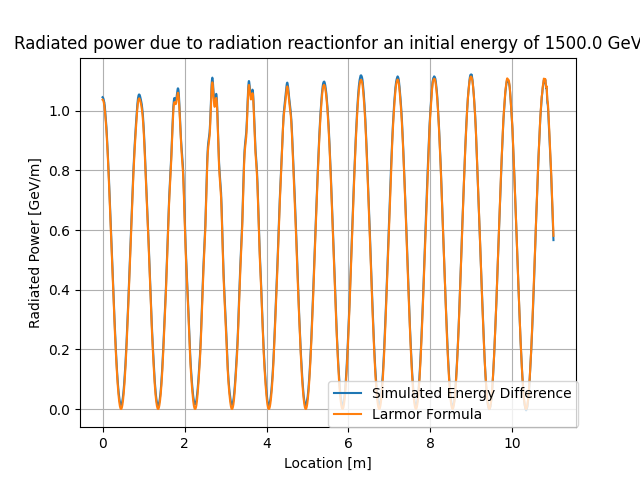 Radiated power due to radiation reactionfor an initial energy of 1500.0 GeV
Radiated Power [GeV/m]
1.0
0.8
0.6
0.4
0.2
0.0
Simulated Energy Difference
Larmor Formula
0 2 4 6 8 10
Location [m]